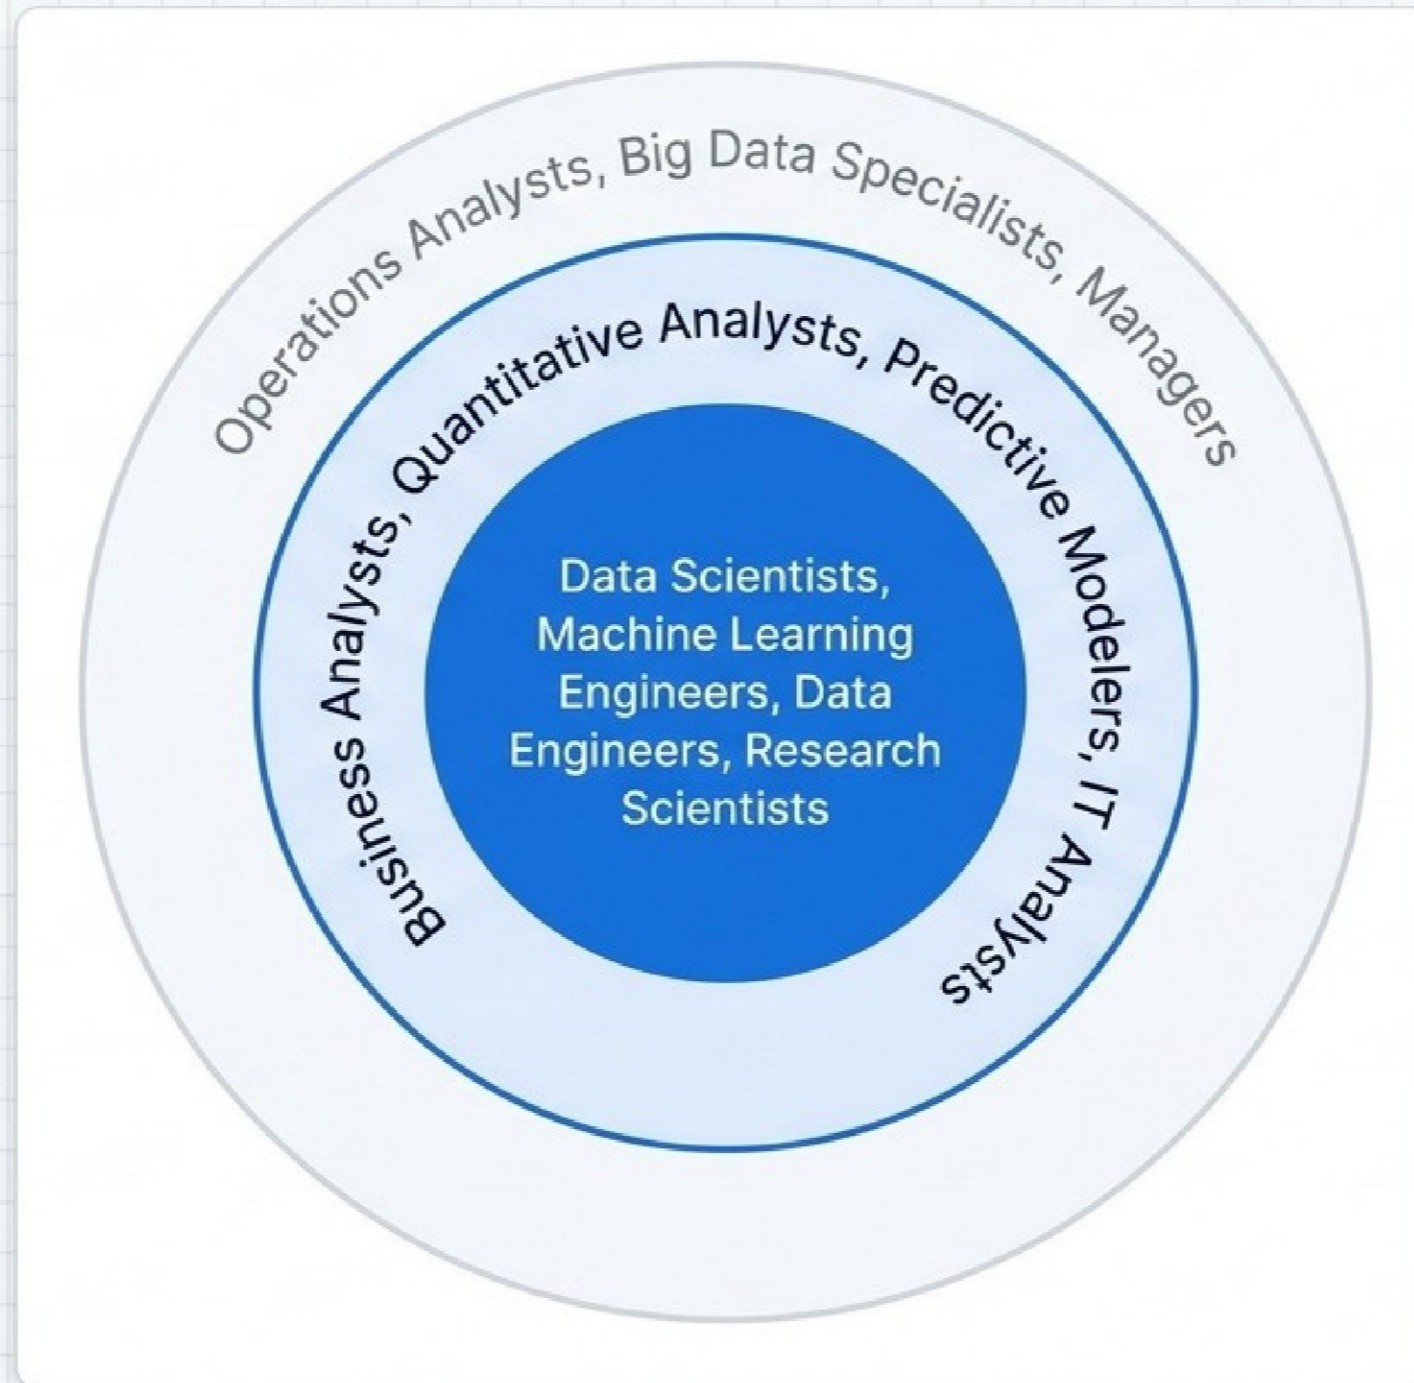 Operations Analysts, Big Data Specialists, Managers
Business Analysts, Quantitative Analysts, Predictive Modelers, IT Analysts
Data Scientists,
Machine Learning
Engineers, Data
Engineers, Research
Scientists